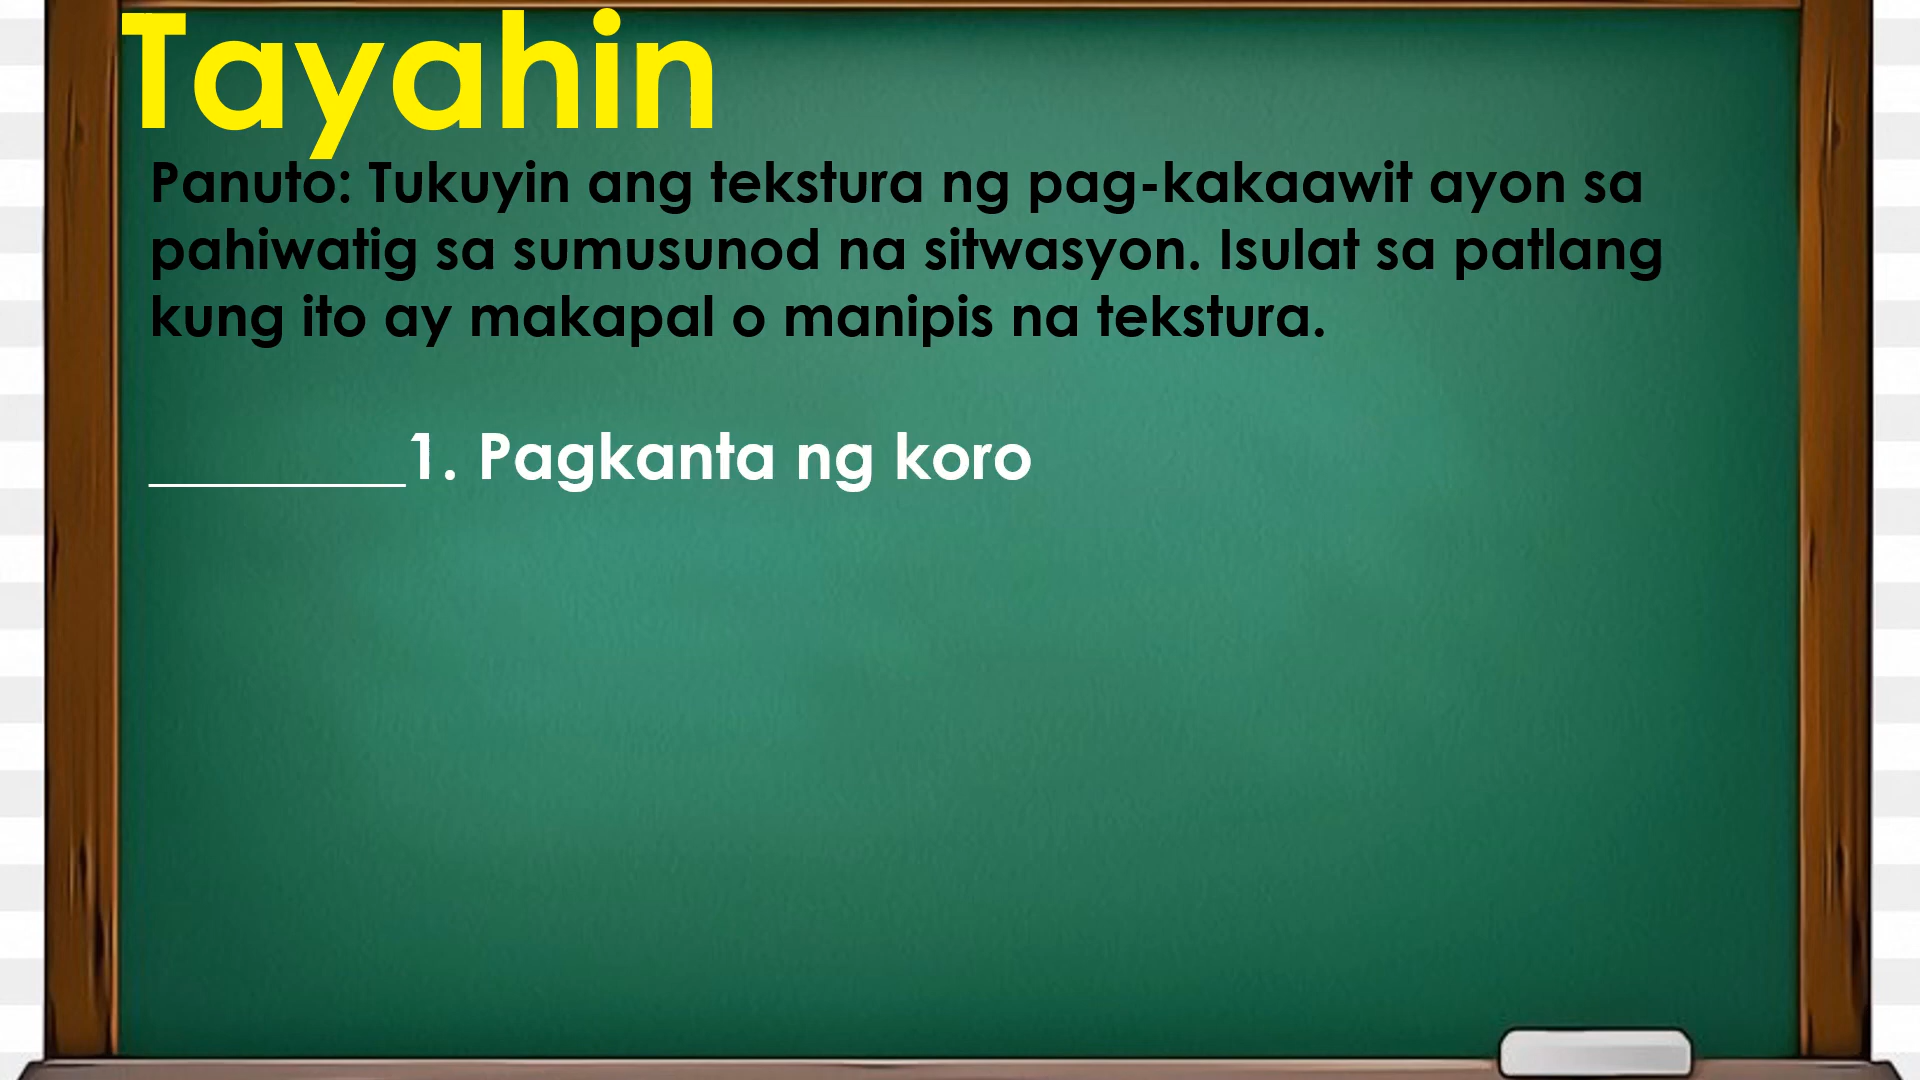 Tayahin
Panuto: Tukuyin ang tekstura ng pag-kakaawit ayon sa
pahiwatig sa sumusunod na sitwasyon. Isulat sa patlang
kung ito ay makapal o manipis na tekstura.
________1. Pagkanta ng koro